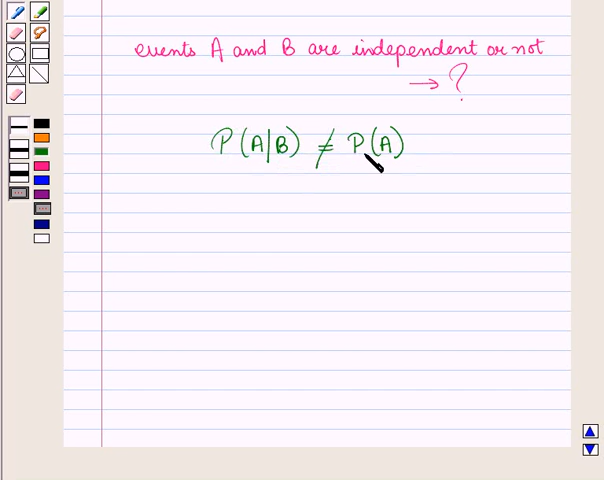 events A and B are independent or not
→ ?
P(A|B) ≠ P(A)